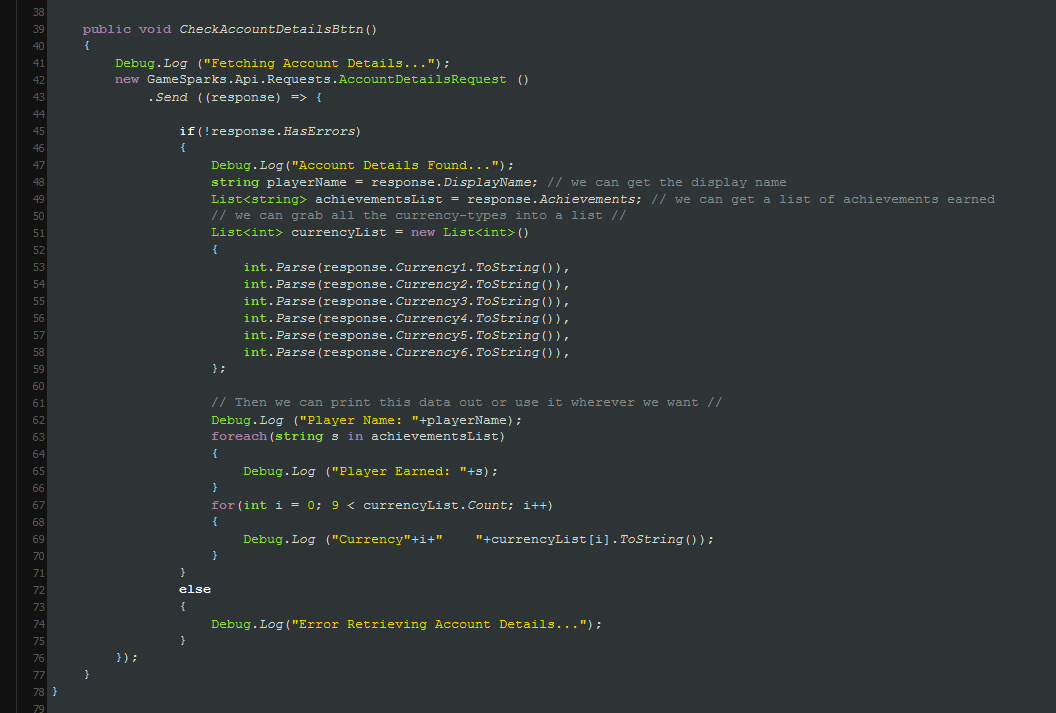 38
39 public void CheckAccountDetailsBttn()
40 {
41 Debug.Log ("Fetching Account Details...");
42 new GameSparks.Api.Requests.AccountDetailsRequest ()
43 .Send ((response) => {
44
45 if(!response.HasErrors)
46 {
47 Debug.Log("Account Details Found...");
48 string playerName = response.DisplayName; // we can get the display name
49 List<string> achievementsList = response.Achievements; // we can get a list of achievements earned
50 // we can grab all the currency-types into a list //
51 List<int> currencyList = new List<int>()
52 {
53 int.Parse(response.Currency1.ToString()),
54 int.Parse(response.Currency2.ToString()),
55 int.Parse(response.Currency3.ToString()),
56 int.Parse(response.Currency4.ToString()),
57 int.Parse(response.Currency5.ToString()),
58 int.Parse(response.Currency6.ToString()),
59 };
60
61 // Then we can print this data out or use it wherever we want //
62 Debug.Log ("Player Name: "+playerName);
63 foreach(string s in achievementsList)
64 {
65 Debug.Log ("Player Earned: "+s);
66 }
67 for(int i = 0; 9 < currencyList.Count; i++)
68 {
69 Debug.Log ("Currency"+i+"    "+currencyList[i].ToString());
70 }
71 }
72 else
73 {
74 Debug.Log("Error Retrieving Account Details...");
75 }
76 });
77 }
78 }
79